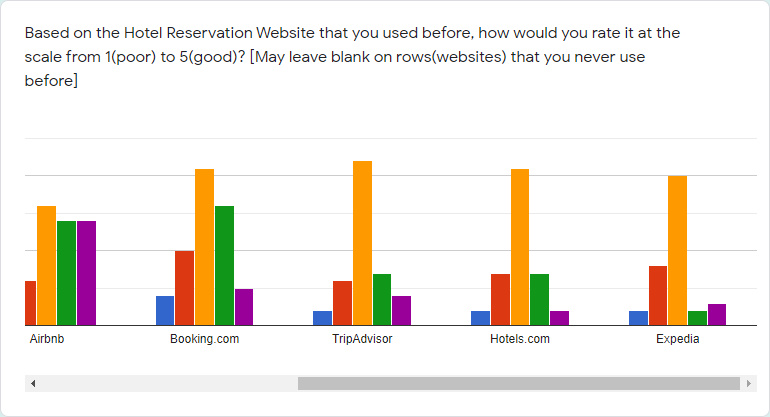 Based on the Hotel Reservation Website that you used before, how would you rate it at the
scale from 1(poor) to 5(good)? [May leave blank on rows(websites) that you never use
before]
Airbnb Booking.com TripAdvisor Hotels.com Expedia